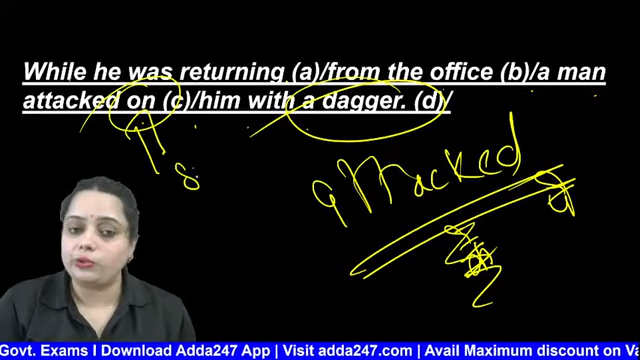 While he was returning (a)/from the office (b)/a man
attacked on (c)/him with a dagger. (d)/
attacked
Govt. Exams I Download Adda247 App | Visit adda247.com | Avail Maximum discount on Va